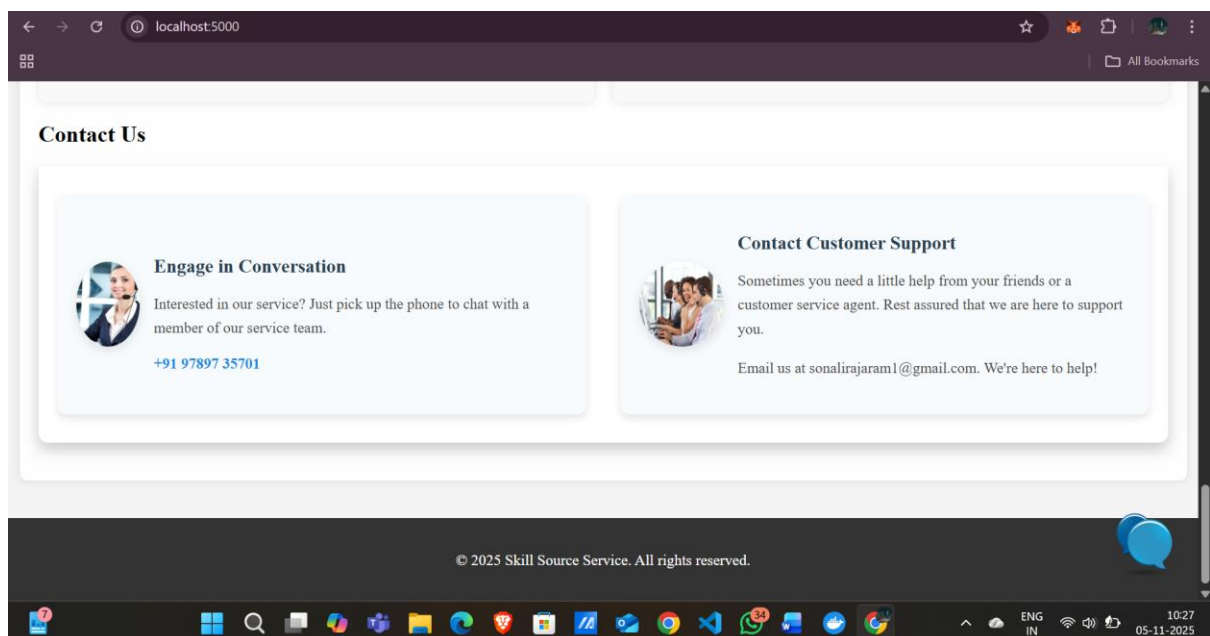 localhost:5000
All Bookmarks
Contact Us
Engage in Conversation
Interested in our service? Just pick up the phone to chat with a
member of our service team.
+91 97897 35701
Contact Customer Support
Sometimes you need a little help from your friends or a
customer service agent. Rest assured that we are here to support
you.
Email us at sonalirajaram1@gmail.com. We're here to help!
© 2025 Skill Source Service. All rights reserved.
7
34
ENG
IN
10:27
05-11-2025